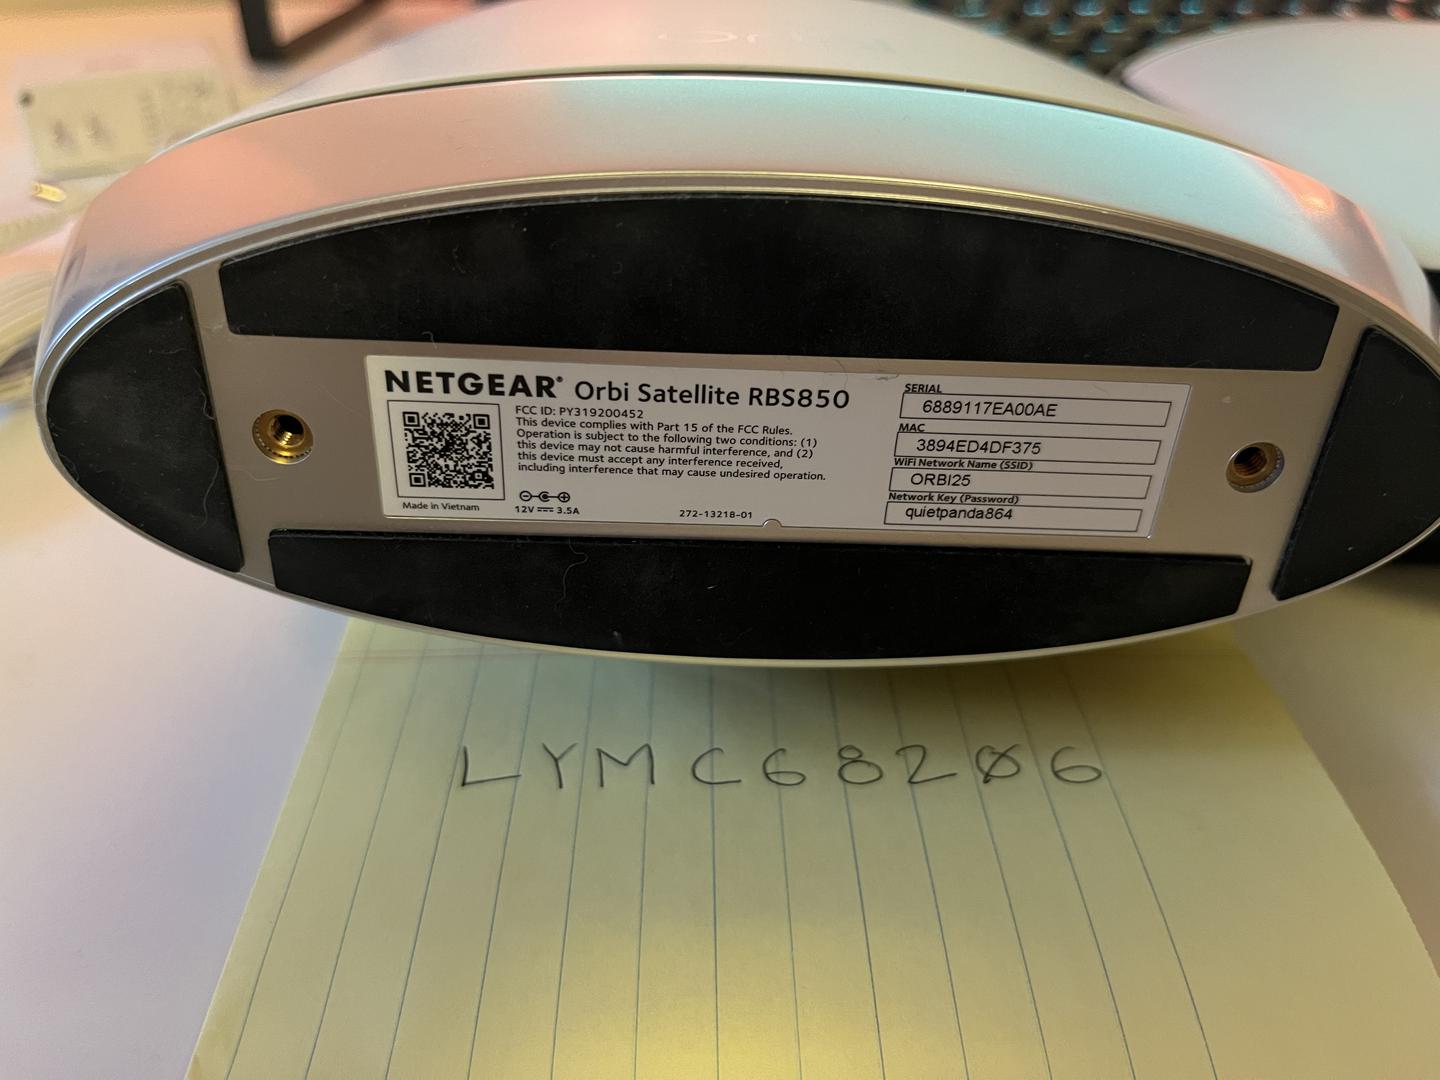 NETGEAR® Orbi Satellite RBS850
FCC ID: PY319200452
This device complies with Part 15 of the FCC Rules.
Operation is subject to the following two conditions: (1)
this device may not cause harmful interference, and (2)
this device must accept any interference received,
including interference that may cause undesired operation.
Made in Vietnam
12V ⎓ 3.5A
272-13218-01
SERIAL
6889117EA00AE
MAC
3894ED4DF375
WiFi Network Name (SSID)
ORBI25
Network Key (Password)
quietpanda864
LYMC68206